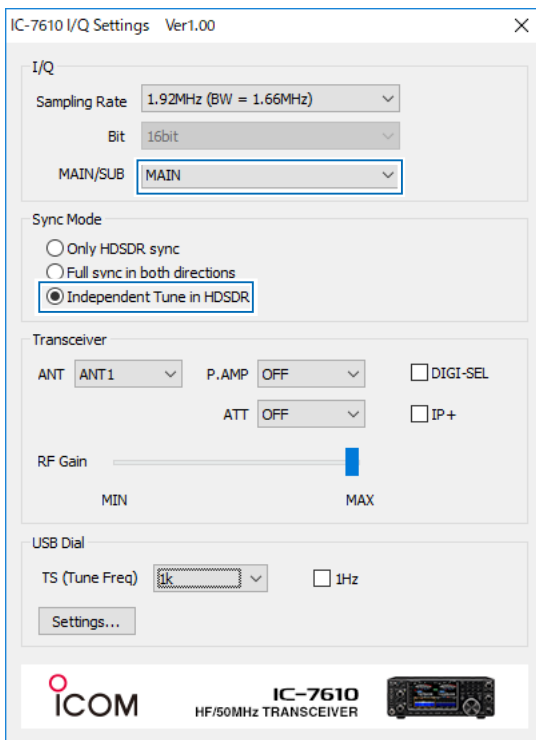 IC-7610 I/Q Settings Ver1.00
I/Q
Sampling Rate 1.92MHz (BW = 1.66MHz)
Bit 16bit
MAIN/SUB MAIN
Sync Mode
Only HDSDR sync
Full sync in both directions
Independent Tune in HDSDR
Transceiver
ANT ANT1 P.AMP OFF DIGI-SEL
ATT OFF IP+
RF Gain
MIN MAX
USB Dial
TS (Tune Freq) 1k 1Hz
Settings...
ICOM IC-7610
HF/50MHz TRANSCEIVER